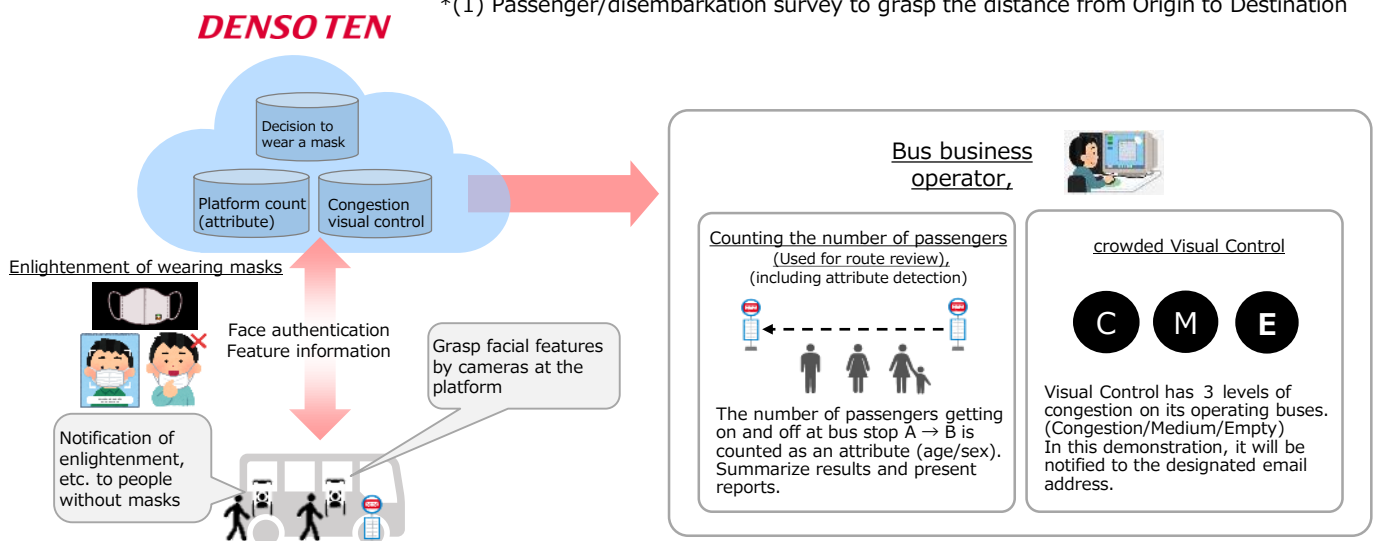 *(1) Passenger/disembarkation survey to grasp the distance from Origin to Destination
DENSO TEN
Decision to
wear a mask
Platform count
(attribute)
Congestion
visual control
Enlightenment of wearing masks
Face authentication
Feature information
Grasp facial features
by cameras at the
platform
Notification of
enlightenment,
etc. to people
without masks
Bus business
operator,
Counting the number of passengers
(Used for route review),
(including attribute detection)
The number of passengers getting
on and off at bus stop A → B is
counted as an attribute (age/sex).
Summarize results and present
reports.
crowded Visual Control
C M E
Visual Control has 3 levels of
congestion on its operating buses.
(Congestion/Medium/Empty)
In this demonstration, it will be
notified to the designated email
address.